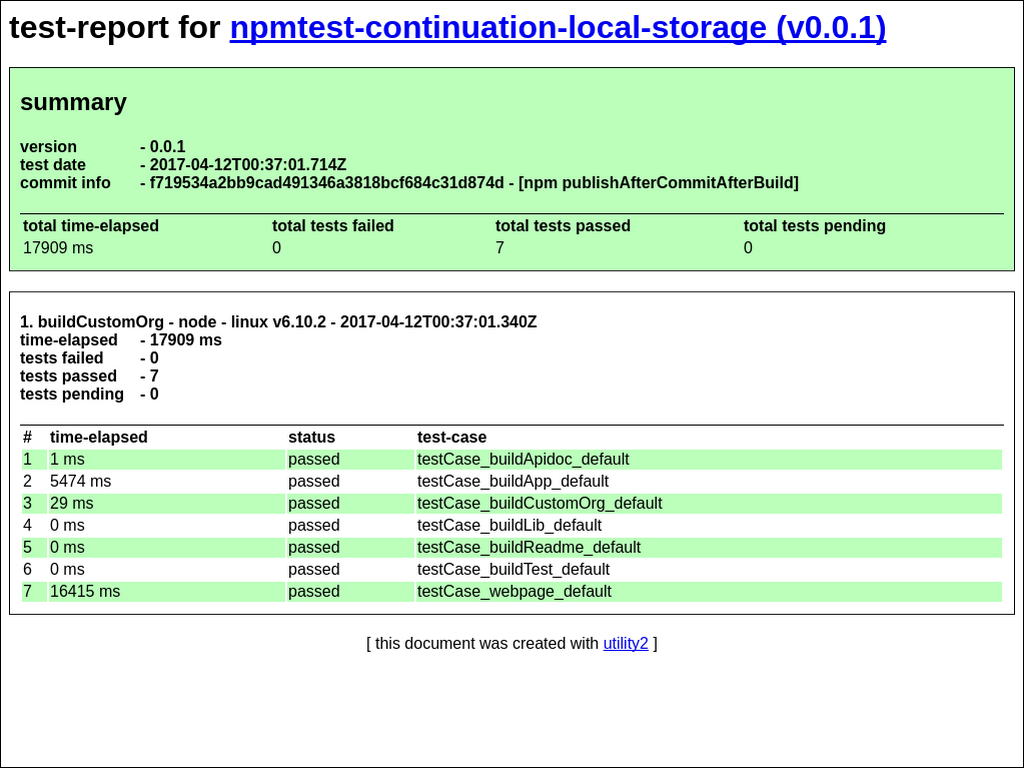 test-report for npmtest-continuation-local-storage (v0.0.1)
summary
version - 0.0.1
test date - 2017-04-12T00:37:01.714Z
commit info - f719534a2bb9cad491346a3818bcf684c31d874d - [npm publishAfterCommitAfterBuild]
total time-elapsed total tests failed total tests passed total tests pending
17909 ms 0 7 0
1. buildCustomOrg - node - linux v6.10.2 - 2017-04-12T00:37:01.340Z
time-elapsed - 17909 ms
tests failed - 0
tests passed - 7
tests pending - 0
# time-elapsed status test-case
1 1 ms passed testCase_buildApidoc_default
2 5474 ms passed testCase_buildApp_default
3 29 ms passed testCase_buildCustomOrg_default
4 0 ms passed testCase_buildLib_default
5 0 ms passed testCase_buildReadme_default
6 0 ms passed testCase_buildTest_default
7 16415 ms passed testCase_webpage_default
[ this document was created with utility2 ]